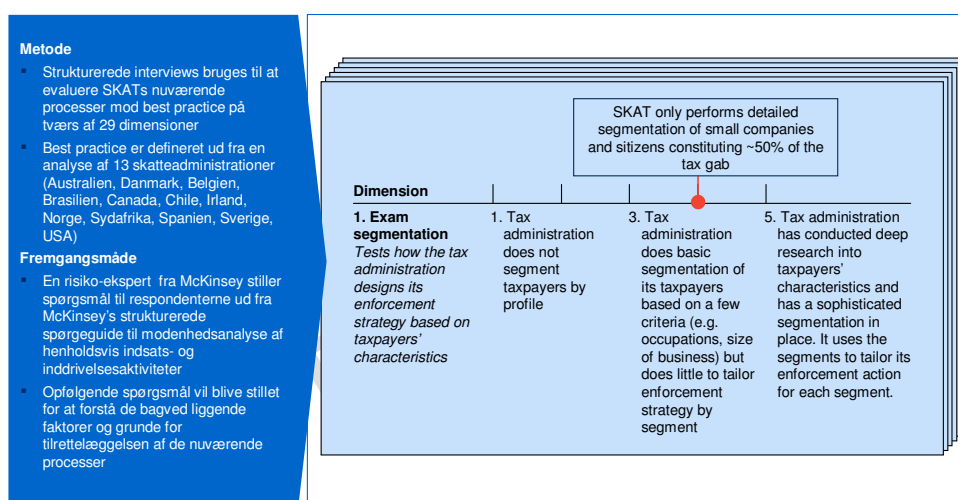 Metode
Strukturerede interviews bruges til at
evaluere SKATs nuværende
processer mod best practice på
tværs af 29 dimensioner
Best practice er defineret ud fra en
analyse af 13 skatteadministrationer
(Australien, Danmark, Belgien,
Brasilien, Canada, Chile, Irland,
Norge, Sydafrika, Spanien, Sverige,
USA)
Fremgangsmåde
En risiko-ekspert fra McKinsey stiller
spørgsmål til respondenterne ud fra
McKinsey's strukturerede
spørgeguide til modenhedsanalyse af
henholdsvis indsats- og
inddrivelsesaktiviteter
Opfølgende spørgsmål vil blive stillet
for at forstå de bagved liggende
faktorer og grunde for
tilrettelæggelsen af de nuværende
processer
SKAT only performs detailed
segmentation of small companies
and sitizens constituting ~50% of the
tax gab
Dimension
1. Exam
segmentation
Tests how the tax
administration
designs its
enforcement
strategy based on
taxpayers'
characteristics
1. Tax
administration
does not
segment
taxpayers by
profile
3. Tax
administration
does basic
segmentation of
its taxpayers
based on a few
criteria (e.g.
occupations, size
of business) but
does little to tailor
enforcement
strategy by
segment
5. Tax administration
has conducted deep
research into
taxpayers'
characteristics and
has a sophisticated
segmentation in
place. It uses the
segments to tailor its
enforcement action
for each segment.